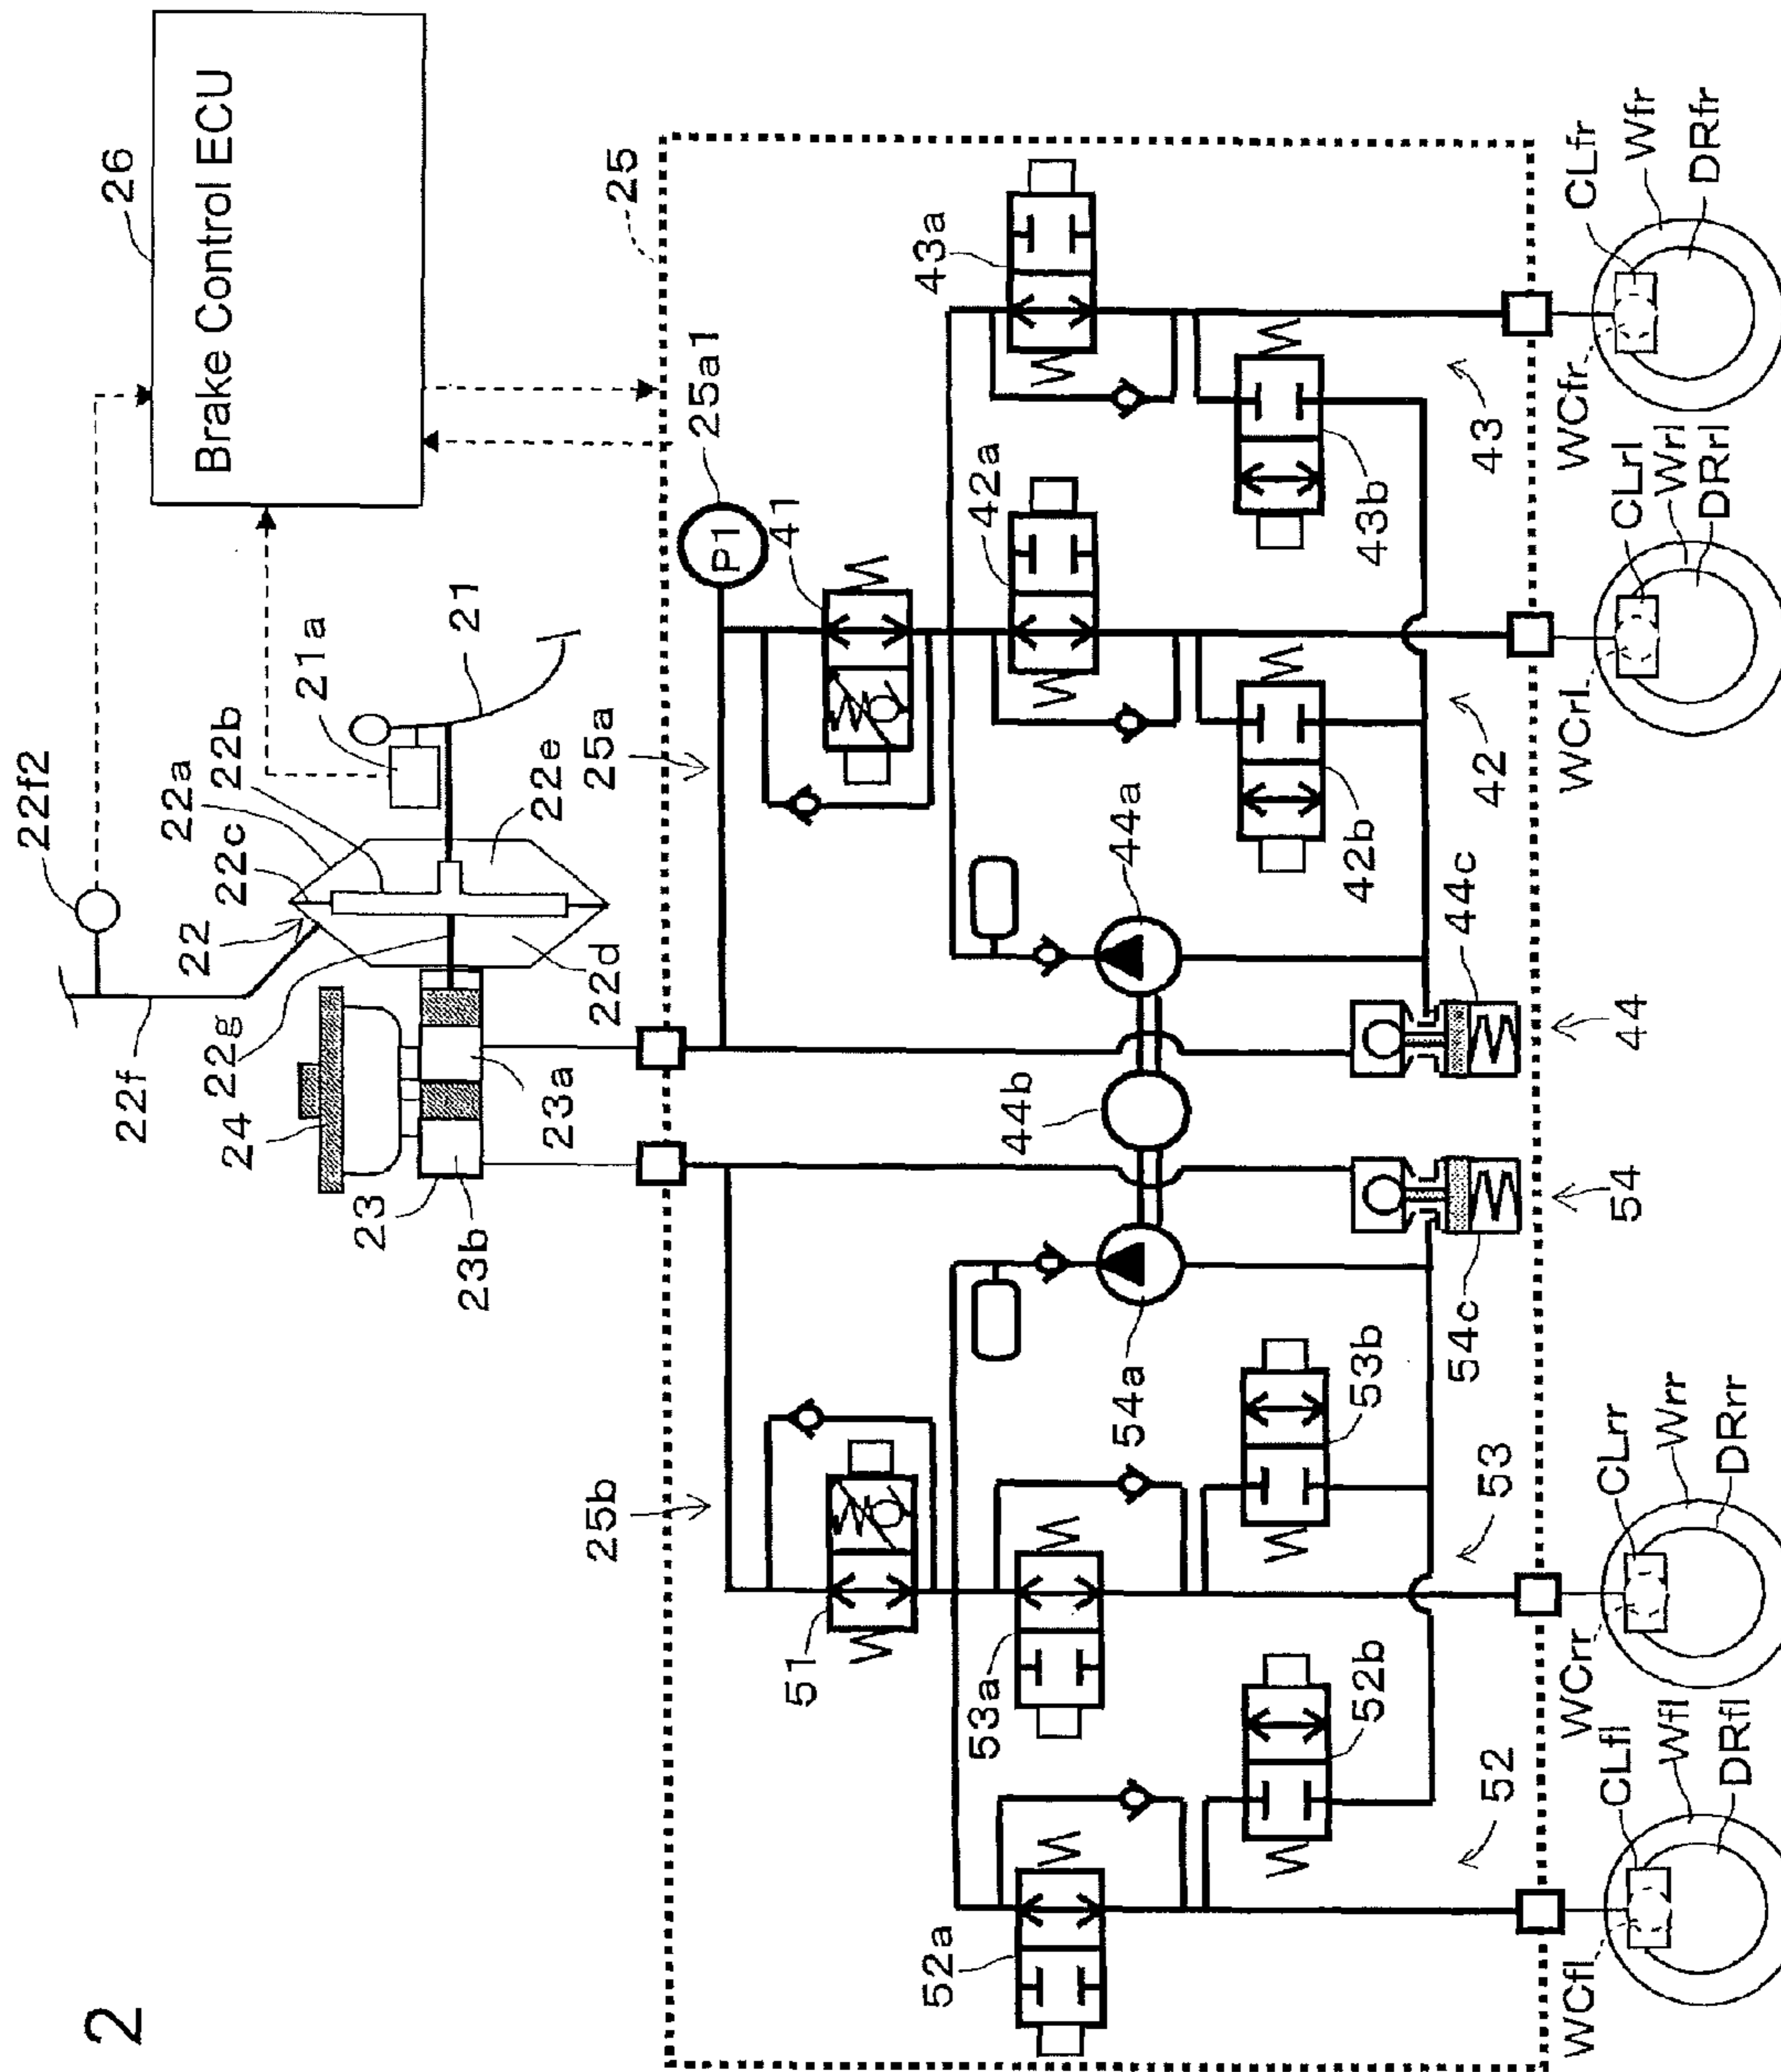 2
26
Brake Control ECU
22f2
22f
22
22c
22a
22b
22e
22d
22g
21a
21
24
23
23a
23b
25
25a1
P1
25a
25b
41
42a
43a
42b
43b
44a
44b
44c
42
43
44
51
52a
53a
52b
53b
54a
54c
52
53
54
WCfl
CLfl
Wfl
DRfl
WCrr
CLrr
Wrr
DRrr
WCrl
CLrl
Wrl
DRrl
WCfr
CLfr
Wfr
DRfr